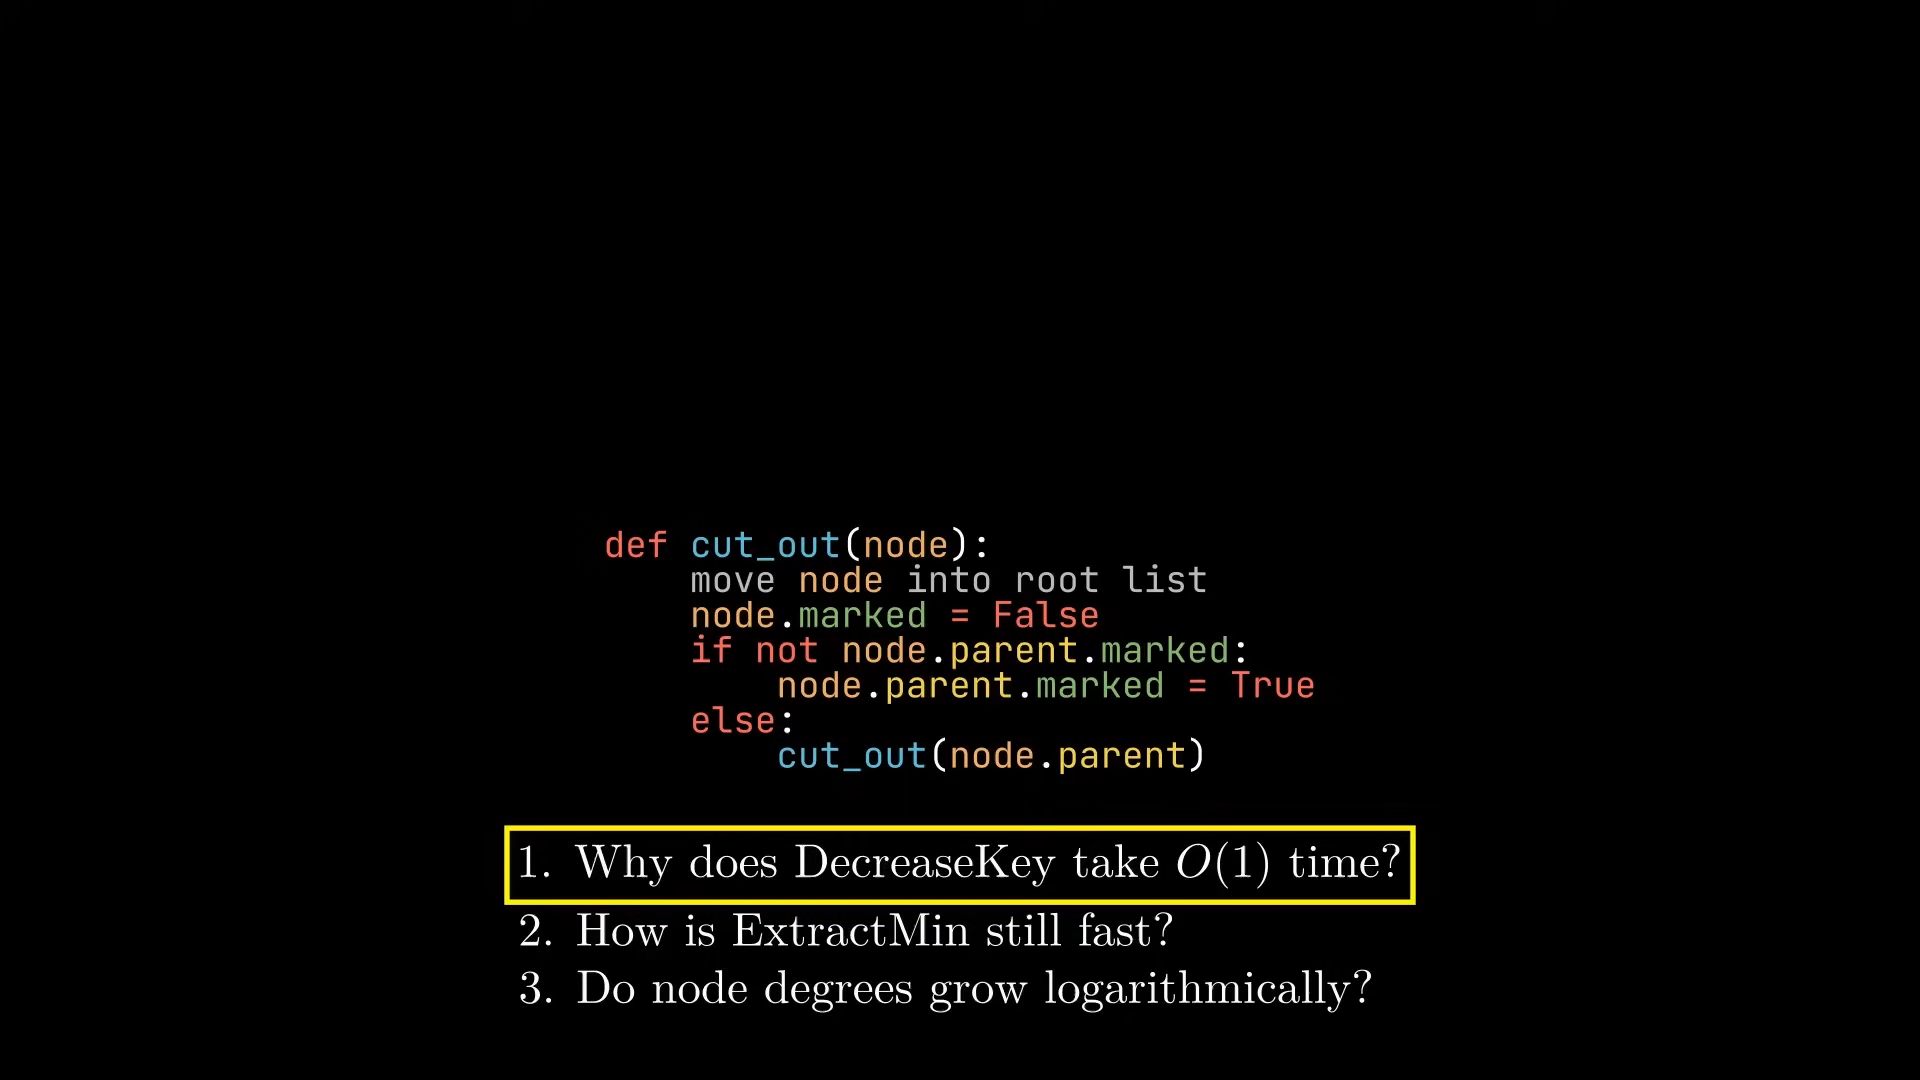 def cut_out(node):
    move node into root list
    node.marked = False
    if not node.parent.marked:
        node.parent.marked = True
    else:
        cut_out(node.parent)
1. Why does DecreaseKey take O(1) time?
2. How is ExtractMin still fast?
3. Do node degrees grow logarithmically?